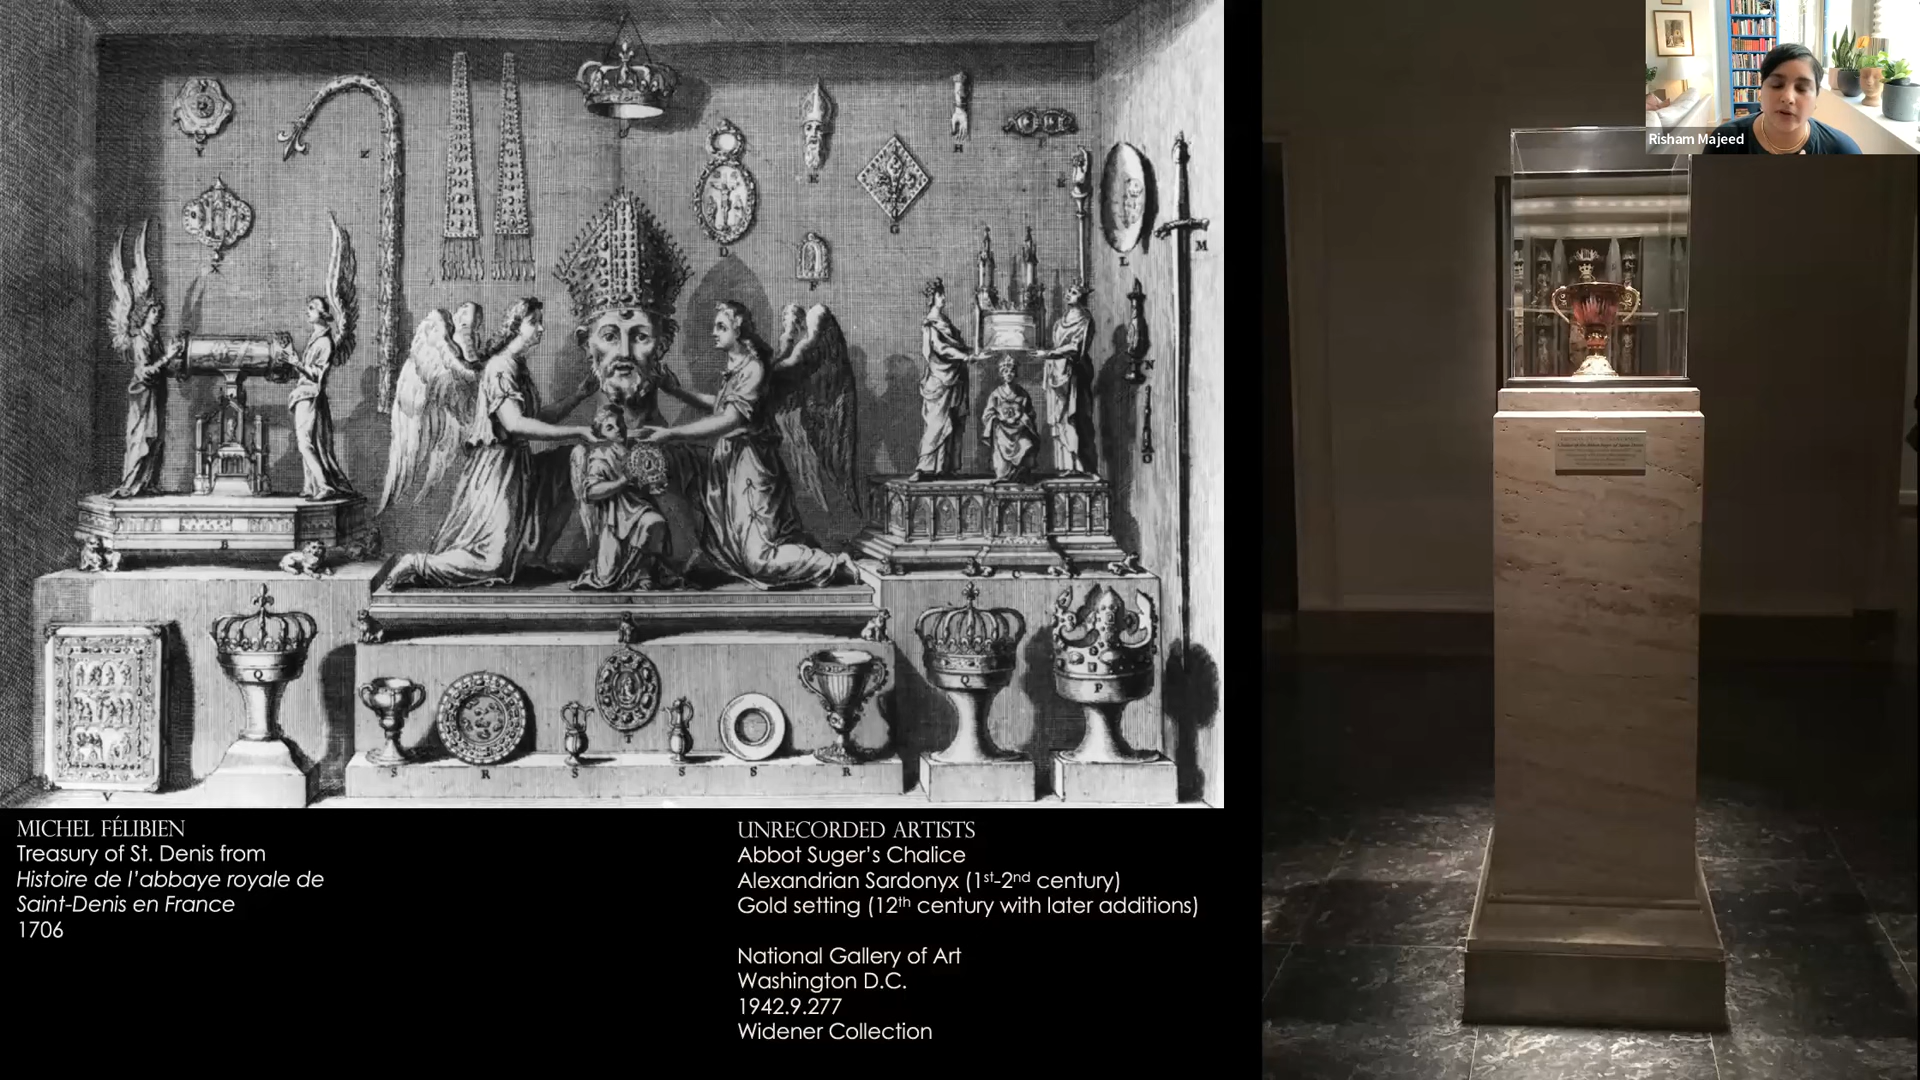 Risham Majeed
Y
Z
X
K
H
I
E
D
G
F
L
M
N
O
B
C
Q
Q
P
T
S
R
S
S
S
R
V
MICHEL FÉLIBIEN
Treasury of St. Denis from
Histoire de l'abbaye royale de
Saint-Denis en France
1706
UNRECORDED ARTISTS
Abbot Suger's Chalice
Alexandrian Sardonyx (1st-2nd century)
Gold setting (12th century with later additions)
National Gallery of Art
Washington D.C.
1942.9.277
Widener Collection